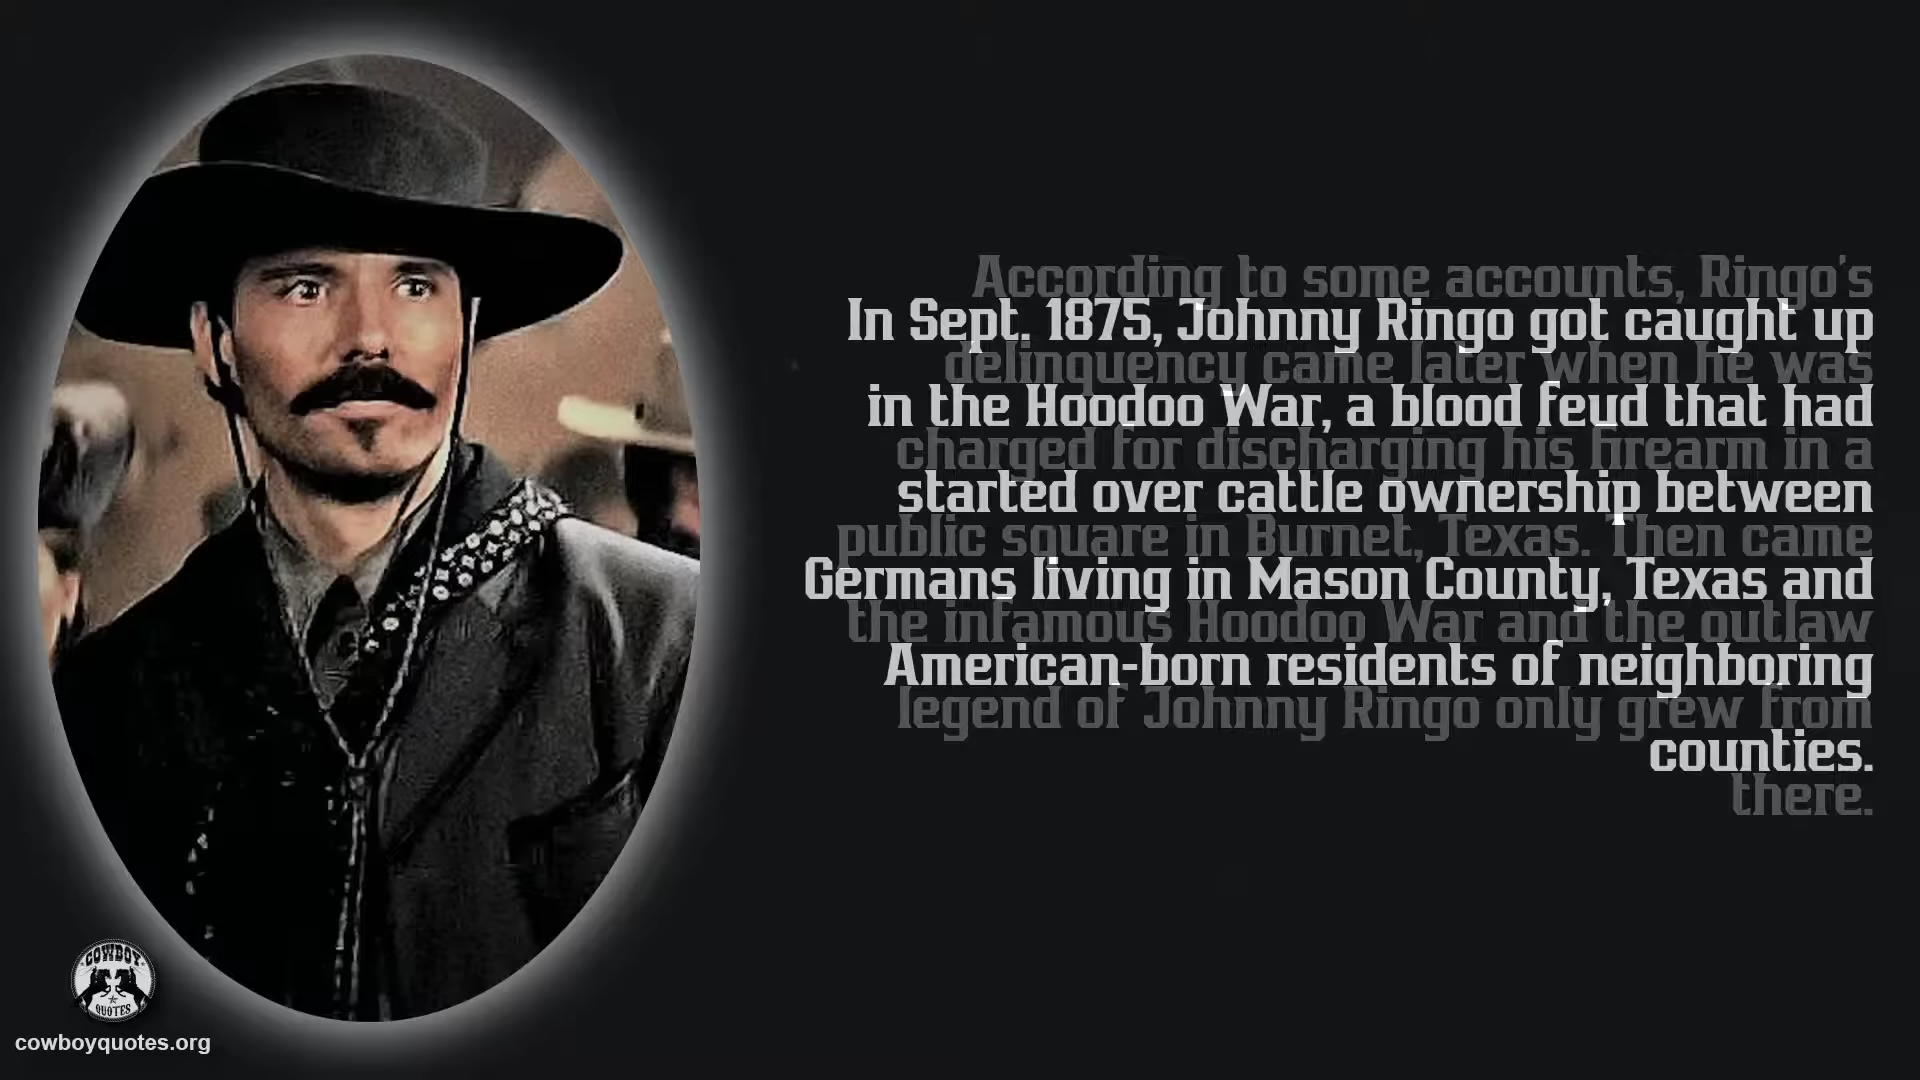 According to some accounts, Ringo's
In Sept. 1875, Johnny Ringo got caught up
delinquency came later when he was
in the Hoodoo War, a blood feud that had
charged for discharging his firearm in a
started over cattle ownership between
public square in Burnet, Texas. Then came
Germans living in Mason County, Texas and
the infamous Hoodoo War and the outlaw
American-born residents of neighboring
legend of Johnny Ringo only grew from
counties.
there.
COWBOY
QUOTES
cowboyquotes.org